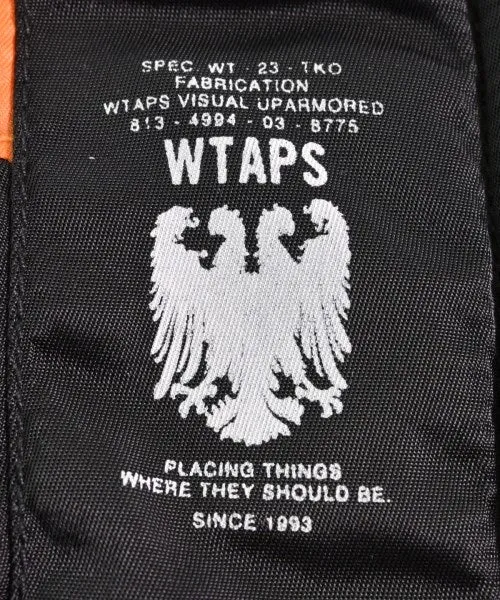 SPEC. WT - 23 - TKO
FABRICATION
WTAPS VISUAL UPARMORED
813 - 4994 - 03 - 8775
WTAPS
PLACING THINGS
WHERE THEY SHOULD BE.
SINCE 1993